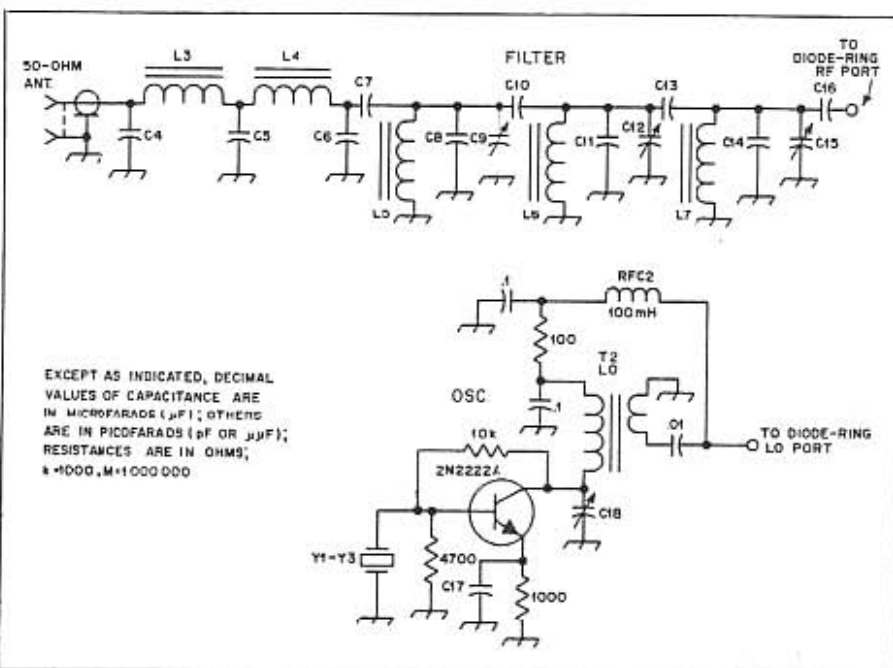 FILTER
50-OHM
ANT.
L3
L4
C7
C10
C13
TO
DIODE-RING
RF PORT
C16
C4
C5
C6
C8
C9
C11
C12
C14
C15
L5
L6
L7
.1
RFC2
100mH
100
T2
LO
OSC.
.1
.01
TO DIODE-RING
LO PORT
10k
2N2222A
C18
Y1-Y3
4700
C17
1000
EXCEPT AS INDICATED, DECIMAL
VALUES OF CAPACITANCE ARE
IN MICROFARADS (µF); OTHERS
ARE IN PICOFARADS (pF OR µµF);
RESISTANCES ARE IN OHMS;
k=1000, M=1000 000